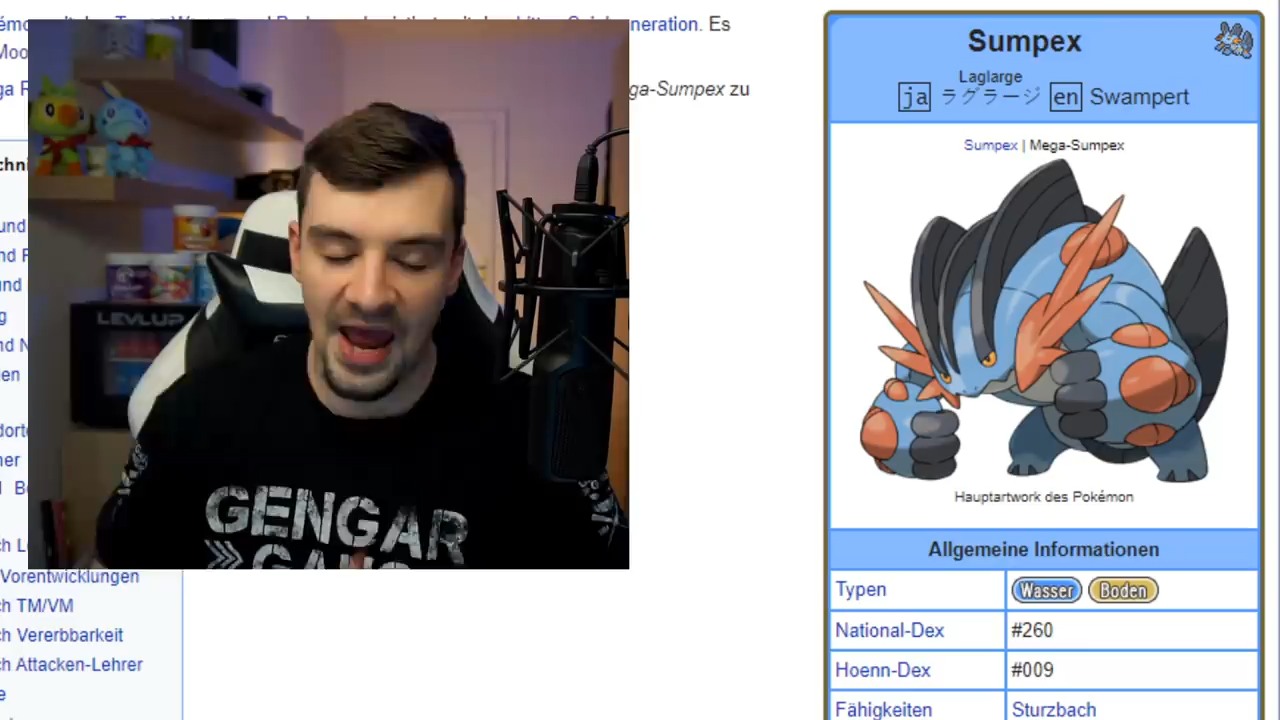 neration. Es
ga-Sumpex zu
LEVLUP
GENGAR
Vorentwicklungen
ch TM/VM
ch Vererbbarkeit
ch Attacken-Lehrer
Sumpex
Laglarge
ja ラグラージ en Swampert
Sumpex | Mega-Sumpex
Hauptartwork des Pokémon
Allgemeine Informationen
Typen Wasser Boden
National-Dex #260
Hoenn-Dex #009
Fähigkeiten Sturzbach